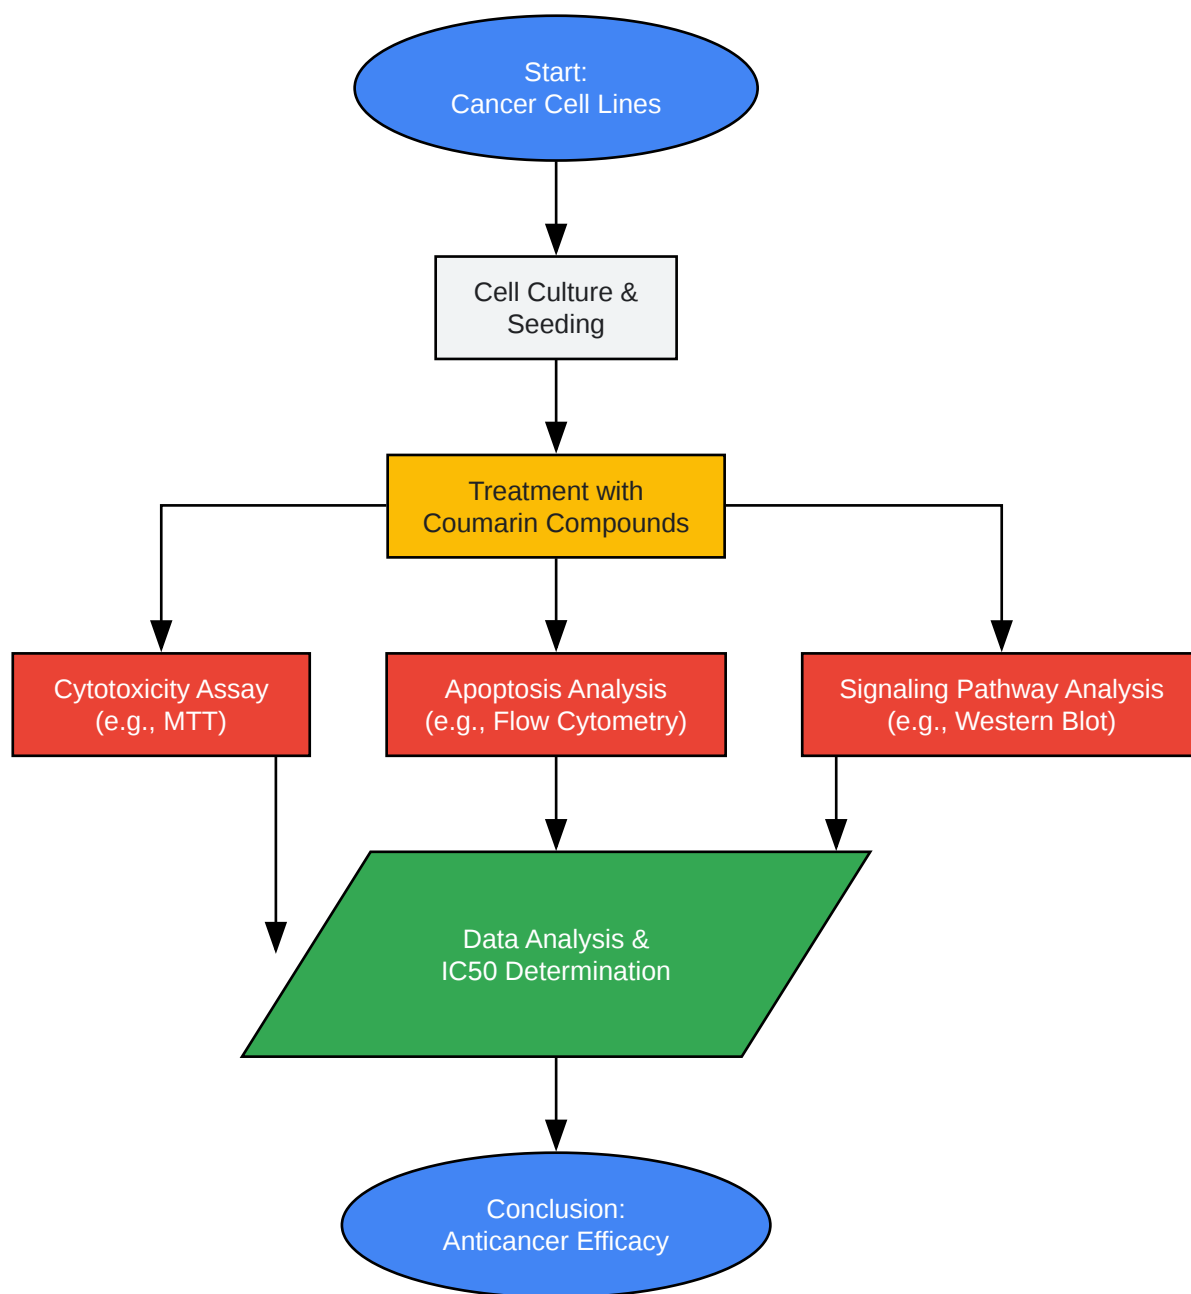 Start:
Cancer Cell Lines
Cell Culture &
Seeding
Treatment with
Coumarin Compounds
Cytotoxicity Assay
(e.g., MTT)
Apoptosis Analysis
(e.g., Flow Cytometry)
Signaling Pathway Analysis
(e.g., Western Blot)
Data Analysis &
IC50 Determination
Conclusion:
Anticancer Efficacy